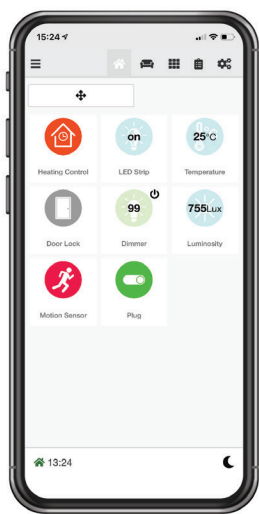 15:24
on
25°C
Heating Control
LED Strip
Temperature
99
755Lux
Door Lock
Dimmer
Luminosity
Motion Sensor
Plug
13:24